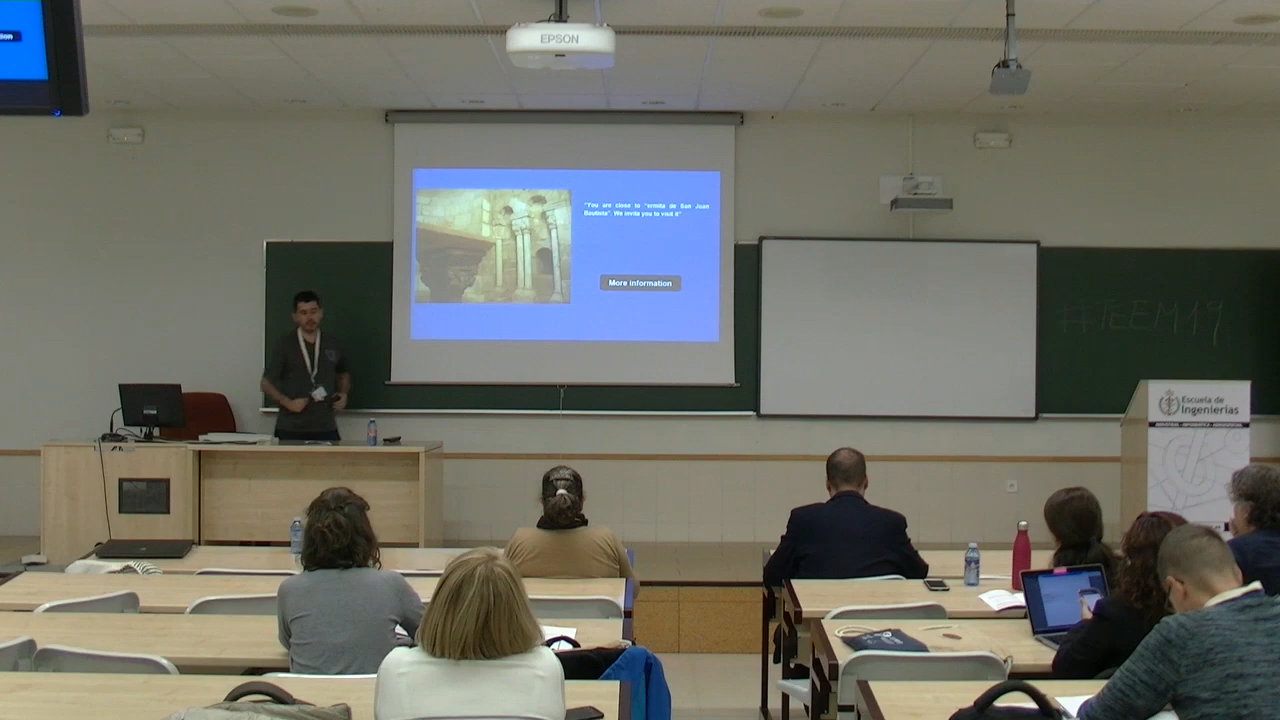 EPSON
"You are close to "ermita de San Juan
Bautista". We invite you to visit it"
More information
#TEEM19
Escuela de
Ingenierías